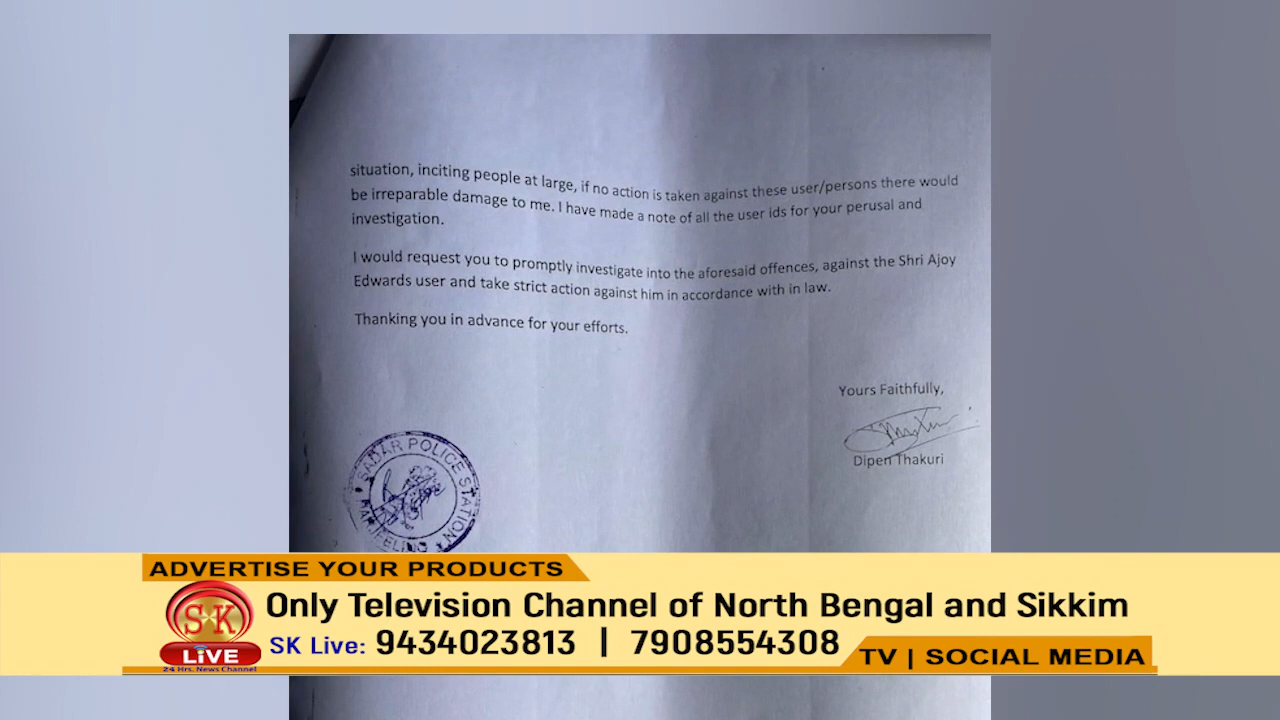 situation, inciting people at large, if no action is taken against these user/persons there would
be irreparable damage to me. I have made a note of all the user ids for your perusal and
investigation.
I would request you to promptly investigate into the aforesaid offences, against the Shri Ajoy
Edwards user and take strict action against him in accordance with in law.
Thanking you in advance for your efforts.
Yours Faithfully,
Dipen Thakuri
SADAR POLICE STATION
ADVERTISE YOUR PRODUCTS
Only Television Channel of North Bengal and Sikkim
SK
LIVE
24 Hrs. News Channel
SK Live: 9434023813 | 7908554308
TV | SOCIAL MEDIA